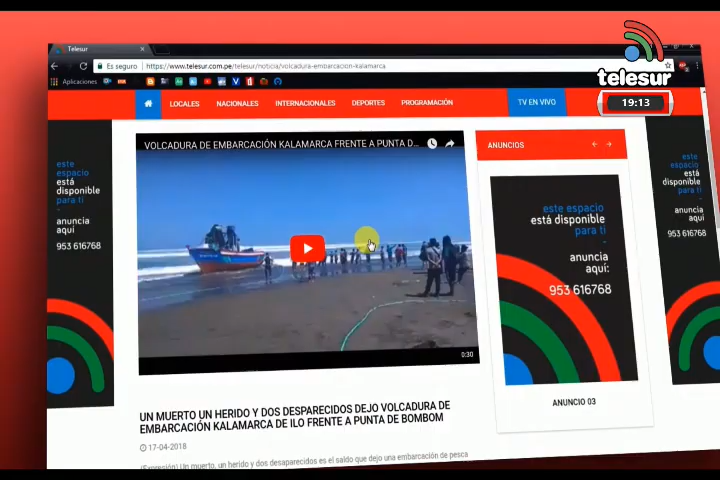 Telesur
Es seguro https://www.telesur.com.pe/telesur/noticia/volcadura-embarcacion-kalamarca
Aplicaciones
telesur
19:13
LOCALES NACIONALES INTERNACIONALES DEPORTES PROGRAMACIÓN TV EN VIVO
VOLCADURA DE EMBARCACIÓN KALAMARCA FRENTE A PUNTA D...
0:30
ANUNCIOS
este
espacio
está
disponible
para ti
-
anuncia
aquí
953 616768
este espacio
está disponible
para ti
-
anuncia
aquí:
953 616768
ANUNCIO 03
este
espacio
está
disponible
para ti
-
anuncia
aquí
953 616768
UN MUERTO UN HERIDO Y DOS DESPARECIDOS DEJO VOLCADURA DE
EMBARCACIÓN KALAMARCA DE ILO FRENTE A PUNTA DE BOMBOM
17-04-2018
(Expresión) Un muerto, un herido y dos desaparecidos es el saldo que dejo una embarcación de pesca